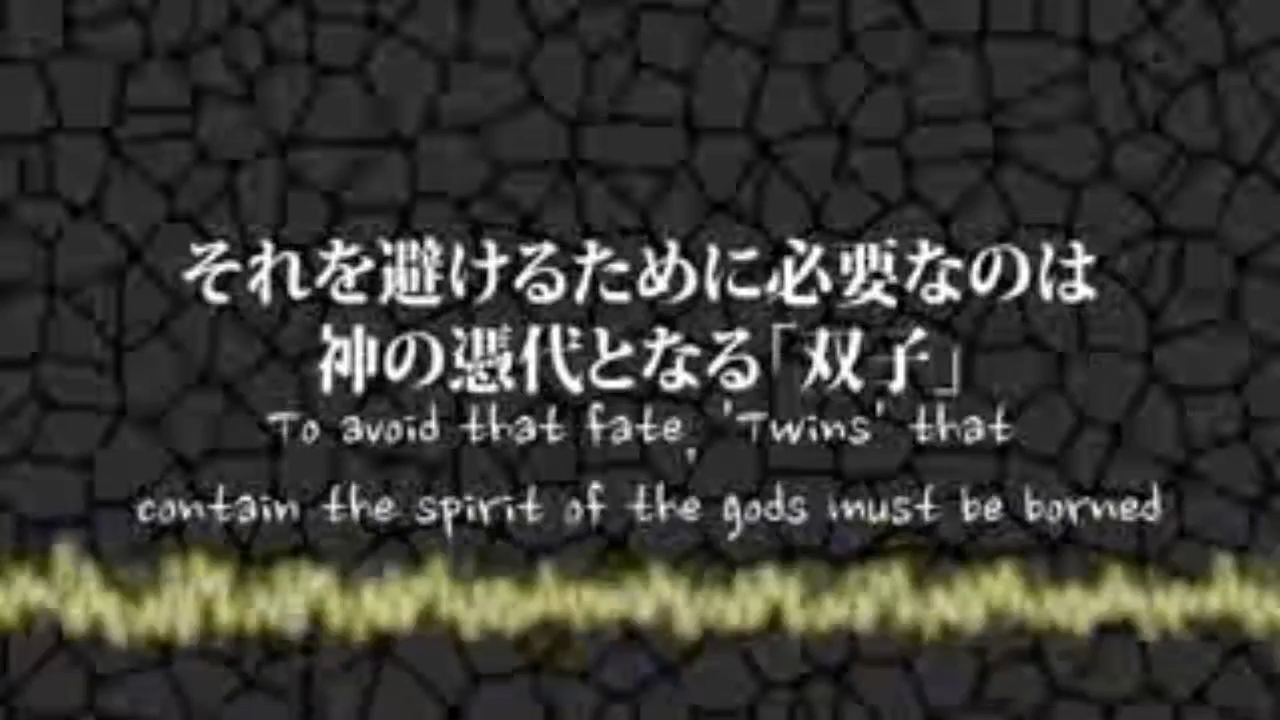 それを避けるために必要なのは
神の憑代となる「双子」
To avoid that fate, 'Twins' that
contain the spirit of the gods must be borned